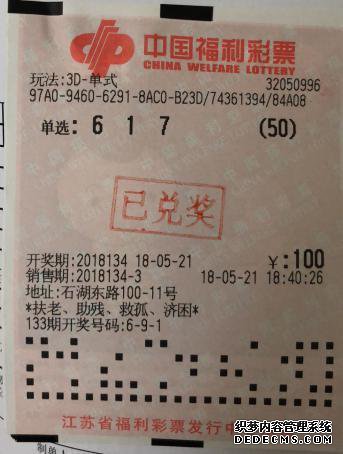 中国福利彩票
CHINA WELFARE LOTTERY
玩法:3D-单式 32050996
97A0-9460-6291-8AC0-B23D/74361394/84A08
单选: 6 1 7 (50)
已兑奖
开奖期:2018134 18-05-21 ¥:100
销售期:2018134-3 18-05-21 18:40:26
地址:石湖东路100-11号
*扶老、助残、救孤、济困*
133期开奖号码:6-9-1
江苏省福利彩票发行中
织梦内容管理系统
DEDECMS.COM
制单人